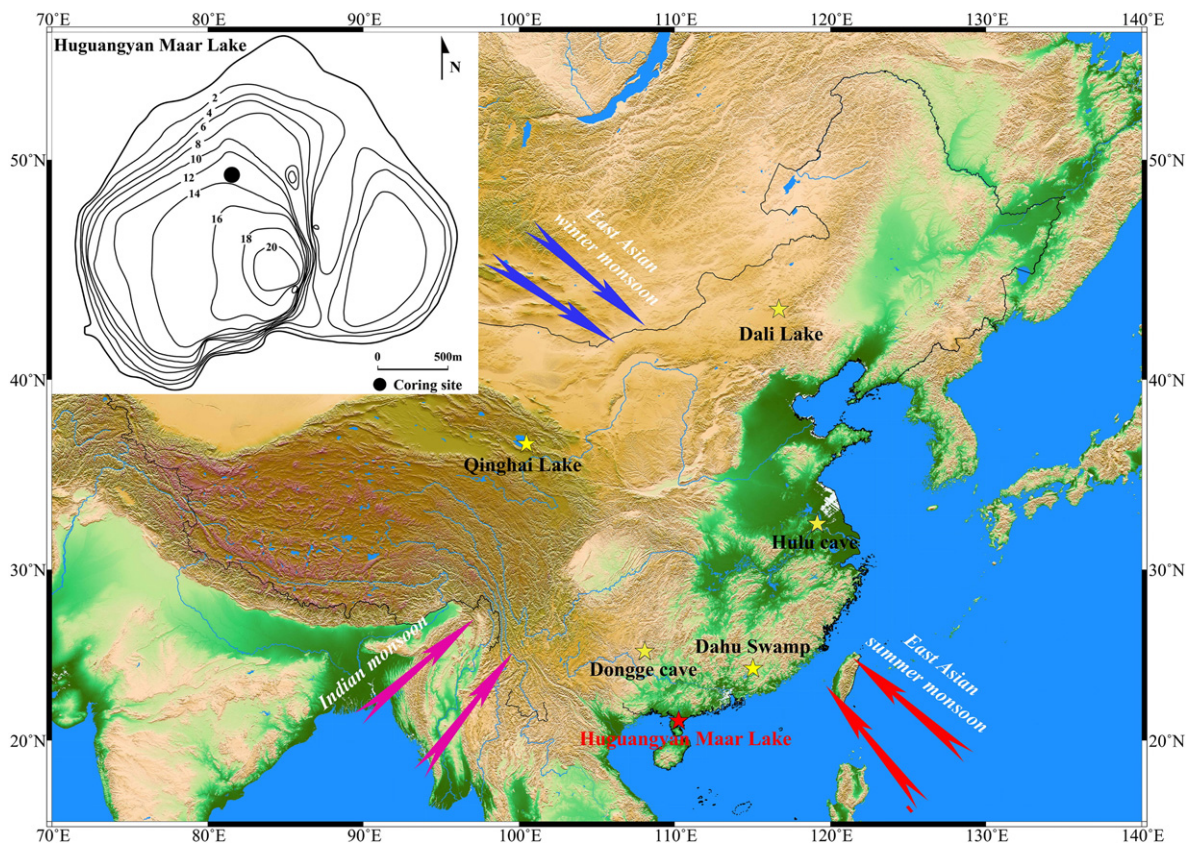 70°E 80°E 90°E 100°E 110°E 120°E 130°E 140°E
Huguangyan Maar Lake
N
2
4
6
8
10
12
14
16
18
20
0 500m
Coring site
50°N 50°N
40°N 40°N
30°N 30°N
20°N 20°N
East Asian
winter monsoon
Dali Lake
Qinghai Lake
Hulu cave
Indian monsoon
Dongge cave
Dahu Swamp
East Asian
summer monsoon
Huguangyan Maar Lake
70°E 80°E 90°E 100°E 110°E 120°E 130°E 140°E